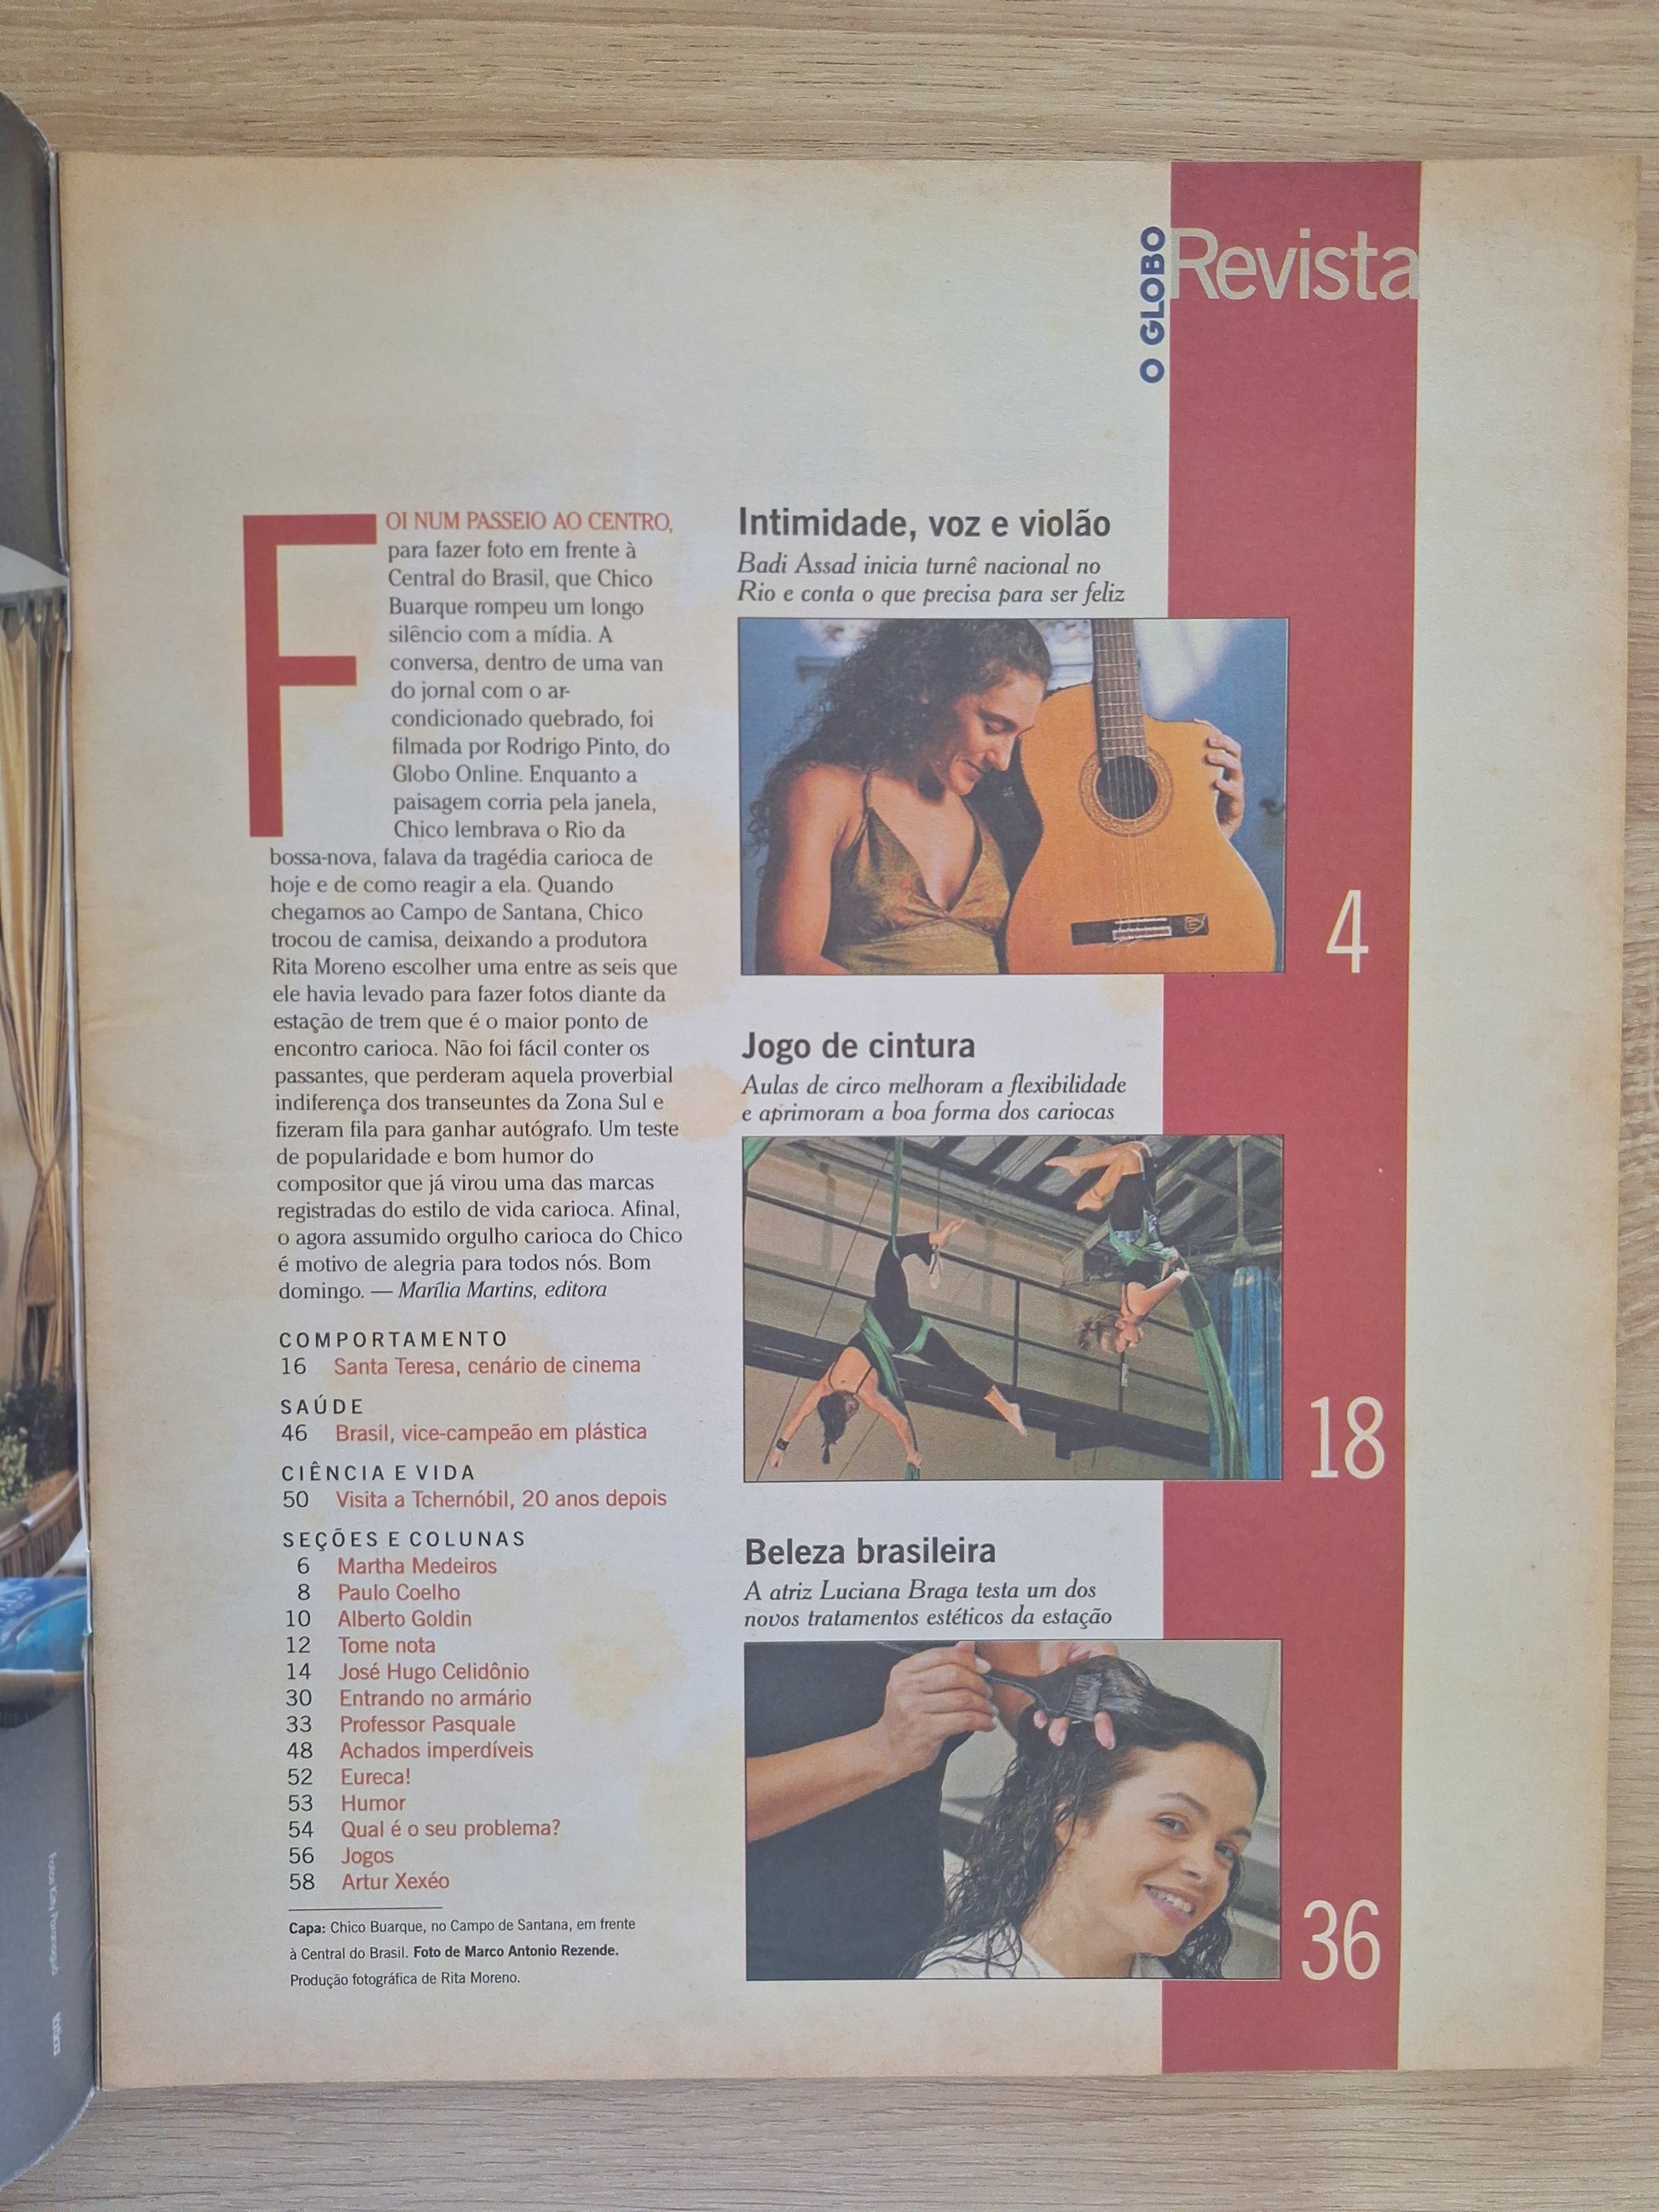 O GLOBO
Revista
FOI NUM PASSEIO AO CENTRO,
para fazer foto em frente à
Central do Brasil, que Chico
Buarque rompeu um longo
silêncio com a mídia. A
conversa, dentro de uma van
do jornal com o ar-
condicionado quebrado, foi
filmada por Rodrigo Pinto, do
Globo Online. Enquanto a
paisagem corria pela janela,
Chico lembrava o Rio da
bossa-nova, falava da tragédia carioca de
hoje e de como reagir a ela. Quando
chegamos ao Campo de Santana, Chico
trocou de camisa, deixando a produtora
Rita Moreno escolher uma entre as seis que
ele havia levado para fazer fotos diante da
estação de trem que é o maior ponto de
encontro carioca. Não foi fácil conter os
passantes, que perderam aquela proverbial
indiferença dos transeuntes da Zona Sul e
fizeram fila para ganhar autógrafo. Um teste
de popularidade e bom humor do
compositor que já virou uma das marcas
registradas do estilo de vida carioca. Afinal,
o agora assumido orgulho carioca do Chico
é motivo de alegria para todos nós. Bom
domingo. — Marília Martins, editora
COMPORTAMENTO
16 Santa Teresa, cenário de cinema
SAÚDE
46 Brasil, vice-campeão em plástica
CIÊNCIA E VIDA
50 Visita a Tchernóbil, 20 anos depois
SEÇÕES E COLUNAS
6 Martha Medeiros
8 Paulo Coelho
10 Alberto Goldin
12 Tome nota
14 José Hugo Celidônio
30 Entrando no armário
33 Professor Pasquale
48 Achados imperdíveis
52 Eureca!
53 Humor
54 Qual é o seu problema?
56 Jogos
58 Artur Xexéo
Capa: Chico Buarque, no Campo de Santana, em frente
à Central do Brasil. Foto de Marco Antonio Rezende.
Produção fotográfica de Rita Moreno.
Intimidade, voz e violão
Badi Assad inicia turnê nacional no
Rio e conta o que precisa para ser feliz
4
Jogo de cintura
Aulas de circo melhoram a flexibilidade
e aprimoram a boa forma dos cariocas
18
Beleza brasileira
A atriz Luciana Braga testa um dos
novos tratamentos estéticos da estação
36